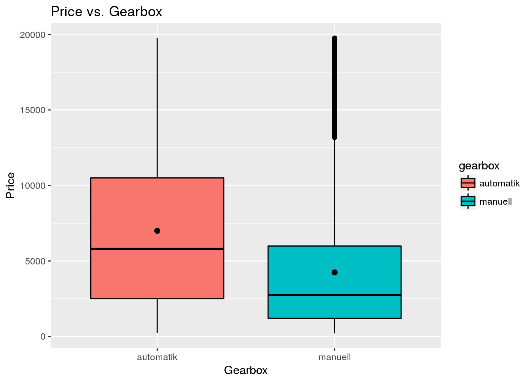 Price vs. Gearbox
20000
15000
10000
5000
0
Price
automatik
manuell
Gearbox
gearbox
automatik
manuell